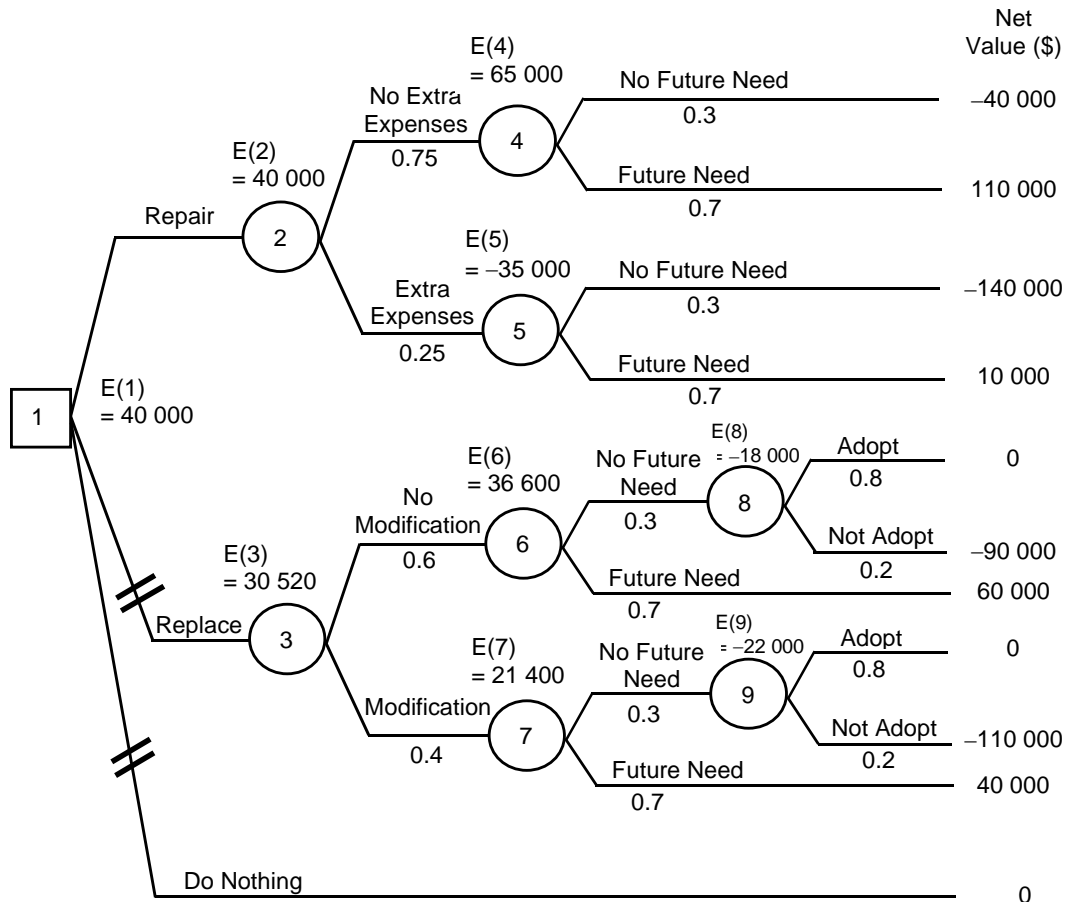 Net
Value ($)
E(4)
= 65 000
No Future Need
−40 000
No Extra
Expenses
0.3
4
0.75
E(2)
= 40 000
Future Need
110 000
0.7
Repair
2
E(5)
= −35 000
No Future Need
−140 000
0.3
Extra
Expenses
5
0.25
Future Need
10 000
0.7
E(1)
= 40 000
1
E(8)
= −18 000
Adopt
0
0.8
E(6)
= 36 600
No Future
Need
0.3
8
No
Modification
0.6
6
Not Adopt
−90 000
0.2
E(3)
= 30 520
Future Need
60 000
0.7
Replace
3
E(9)
= −22 000
Adopt
0
0.8
E(7)
= 21 400
No Future
Need
0.3
9
Modification
0.4
7
Not Adopt
−110 000
0.2
Future Need
40 000
0.7
Do Nothing
0